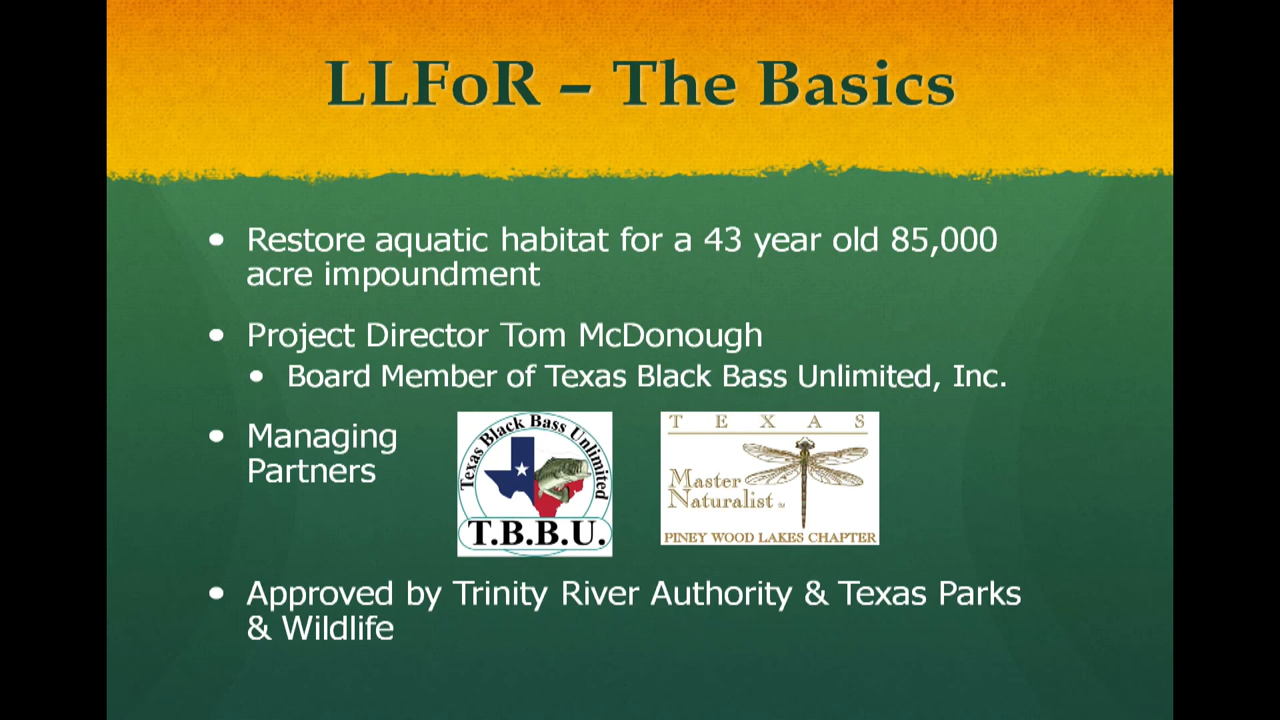 LLFoR – The Basics
• Restore aquatic habitat for a 43 year old 85,000
acre impoundment
• Project Director Tom McDonough
• Board Member of Texas Black Bass Unlimited, Inc.
• Managing
Partners
Texas Black Bass Unlimited
T.B.B.U.
TEXAS
Master
Naturalist
PINEY WOOD LAKES CHAPTER
• Approved by Trinity River Authority & Texas Parks
& Wildlife